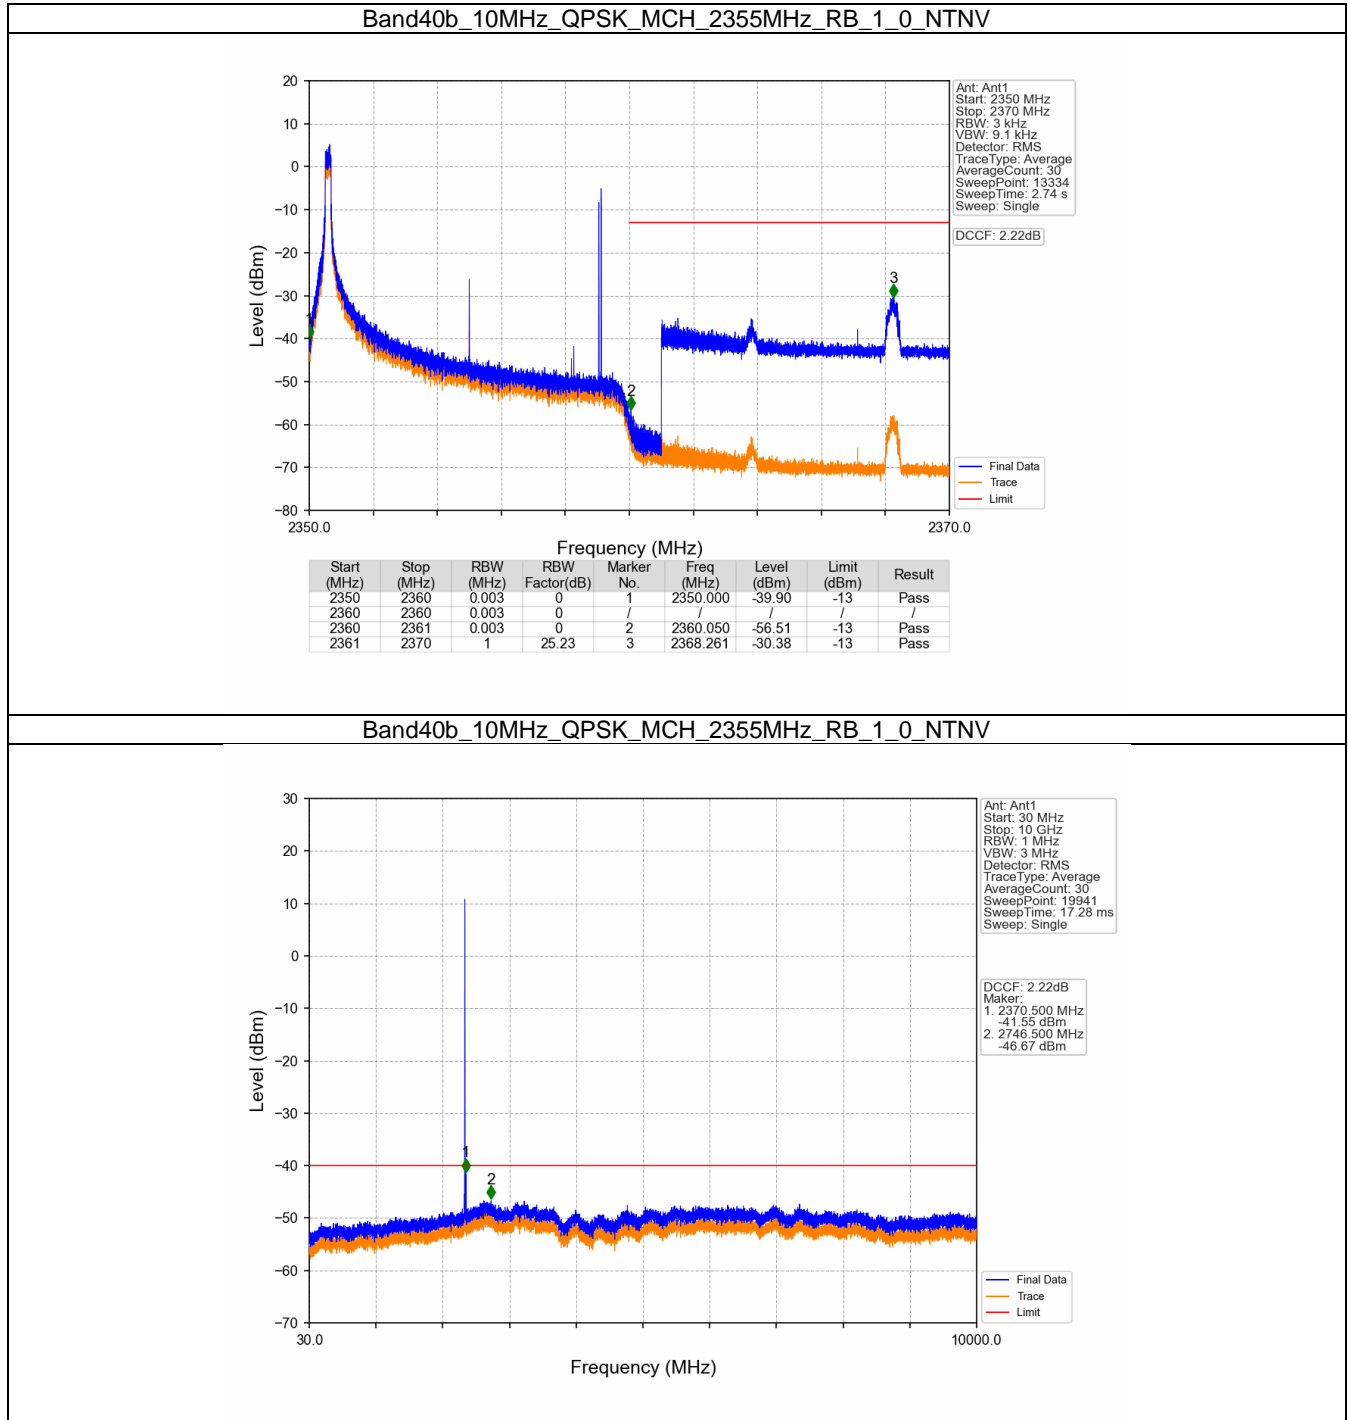 Band40b_10MHz_QPSK_MCH_2355MHz_RB_1_0_NTNV
20
10
0
−10
−20
−30
−40
−50
−60
−70
−80
Level (dBm)
1
2
3
2350.0
2370.0
Frequency (MHz)
Ant: Ant1
Start: 2350 MHz
Stop: 2370 MHz
RBW: 3 kHz
VBW: 9.1 kHz
Detector: RMS
TraceType: Average
AverageCount: 30
SweepPoint: 13334
SweepTime: 2.74 s
Sweep: Single
DCCF: 2.22dB
Final Data
Trace
Limit
Start (MHz) Stop (MHz) RBW (MHz) RBW Factor(dB) Marker No. Freq (MHz) Level (dBm) Limit (dBm) Result
2350 2360 0.003 0 1 2350.000 -39.90 -13 Pass
2360 2360 0.003 0 / / / / /
2360 2361 0.003 0 2 2360.050 -56.51 -13 Pass
2361 2370 1 25.23 3 2368.261 -30.38 -13 Pass
Band40b_10MHz_QPSK_MCH_2355MHz_RB_1_0_NTNV
30
20
10
0
−10
−20
−30
−40
−50
−60
−70
Level (dBm)
1
2
30.0
10000.0
Frequency (MHz)
Ant: Ant1
Start: 30 MHz
Stop: 10 GHz
RBW: 1 MHz
VBW: 3 MHz
Detector: RMS
TraceType: Average
AverageCount: 30
SweepPoint: 19941
SweepTime: 17.28 ms
Sweep: Single
DCCF: 2.22dB
Maker:
1. 2370.500 MHz
-41.55 dBm
2. 2746.500 MHz
-46.67 dBm
Final Data
Trace
Limit